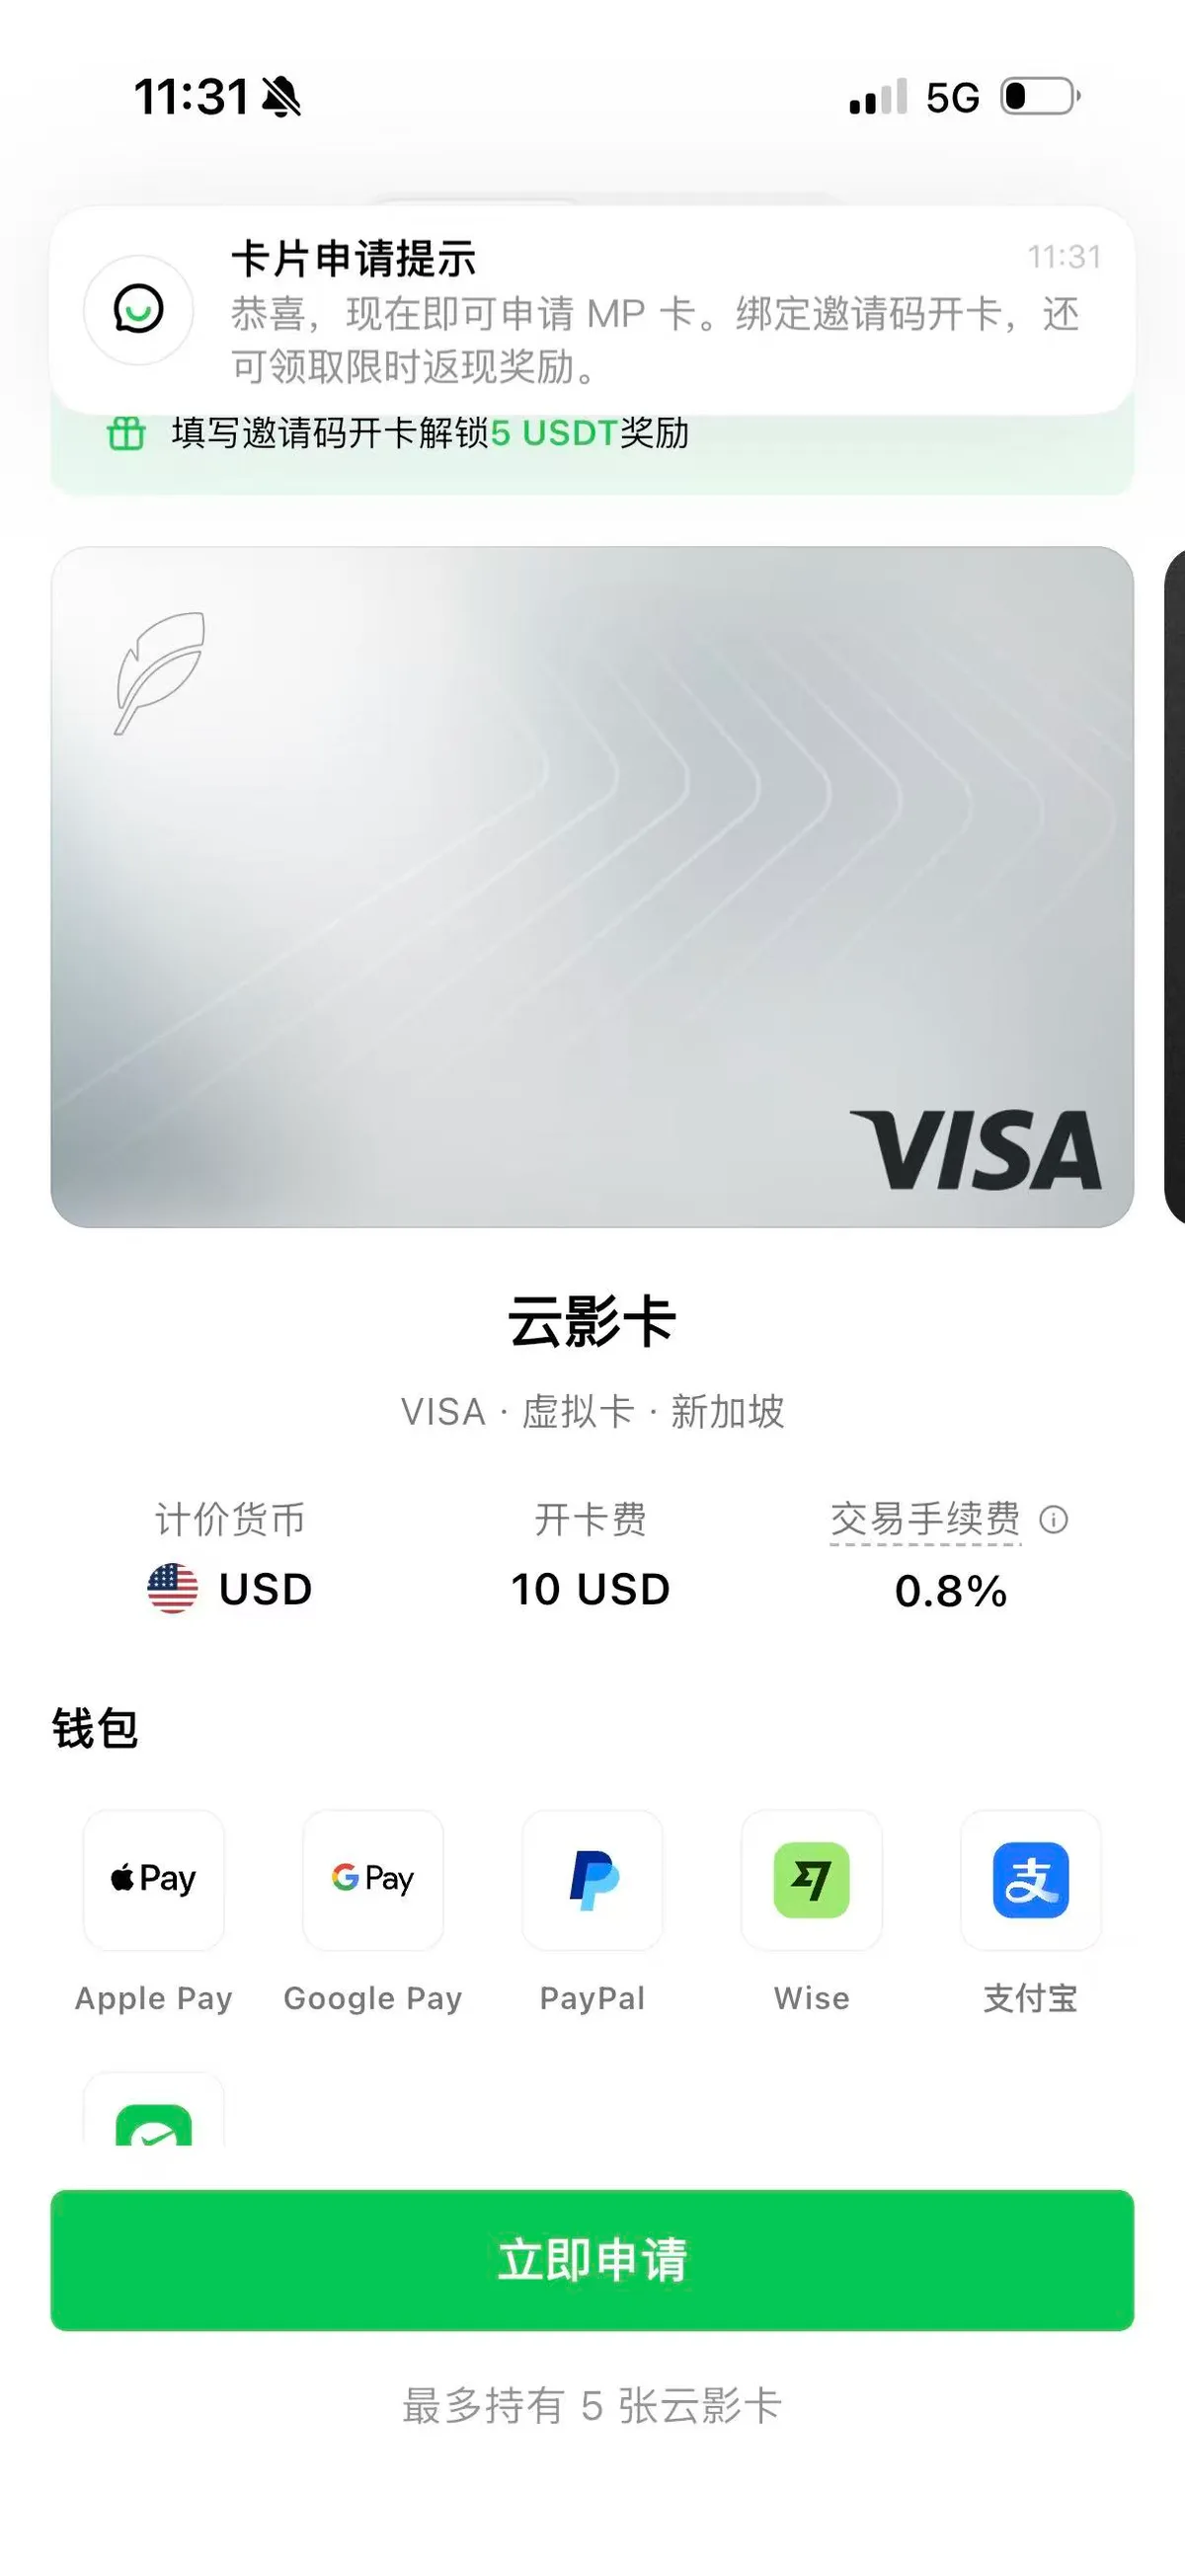 11:31
5G
卡片申请提示
11:31
恭喜，现在即可申请 MP 卡。绑定邀请码开卡，还
可领取限时返现奖励。
填写邀请码开卡解锁5 USDT奖励
VISA
云影卡
VISA · 虚拟卡 · 新加坡
计价货币
开卡费
交易手续费
USD
10 USD
0.8%
钱包
Pay
G Pay
支
Apple Pay
Google Pay
PayPal
Wise
支付宝
立即申请
最多持有 5 张云影卡